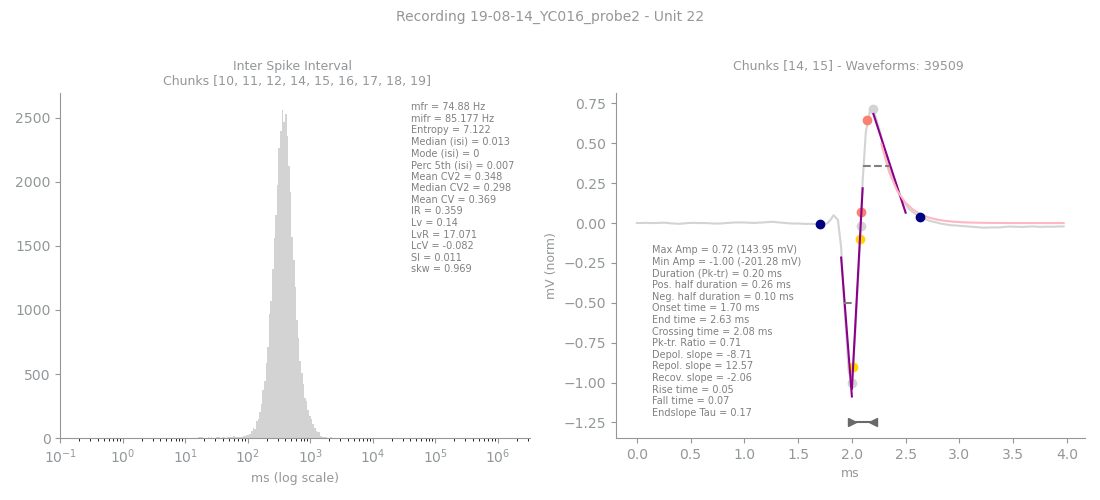 Recording 19-08-14_YC016_probe2 - Unit 22
Inter Spike Interval
Chunks [10, 11, 12, 14, 15, 16, 17, 18, 19]
2500
2000
1500
1000
500
0
mfr = 74.88 Hz
mifr = 85.177 Hz
Entropy = 7.122
Median (isi) = 0.013
Mode (isi) = 0
Perc 5th (isi) = 0.007
Mean CV2 = 0.348
Median CV2 = 0.298
Mean CV = 0.369
IR = 0.359
Lv = 0.14
LvR = 17.071
LcV = -0.082
SI = 0.011
skw = 0.969
10⁻¹ 10⁰ 10¹ 10² 10³ 10⁴ 10⁵ 10⁶
ms (log scale)
Chunks [14, 15] - Waveforms: 39509
mV (norm)
0.75
0.50
0.25
0.00
−0.25
−0.50
−0.75
−1.00
−1.25
Max Amp = 0.72 (143.95 mV)
Min Amp = -1.00 (-201.28 mV)
Duration (Pk-tr) = 0.20 ms
Pos. half duration = 0.26 ms
Neg. half duration = 0.10 ms
Onset time = 1.70 ms
End time = 2.63 ms
Crossing time = 2.08 ms
Pk-tr. Ratio = 0.71
Depol. slope = -8.71
Repol. slope = 12.57
Recov. slope = -2.06
Rise time = 0.05
Fall time = 0.07
Endslope Tau = 0.17
0.0 0.5 1.0 1.5 2.0 2.5 3.0 3.5 4.0
ms